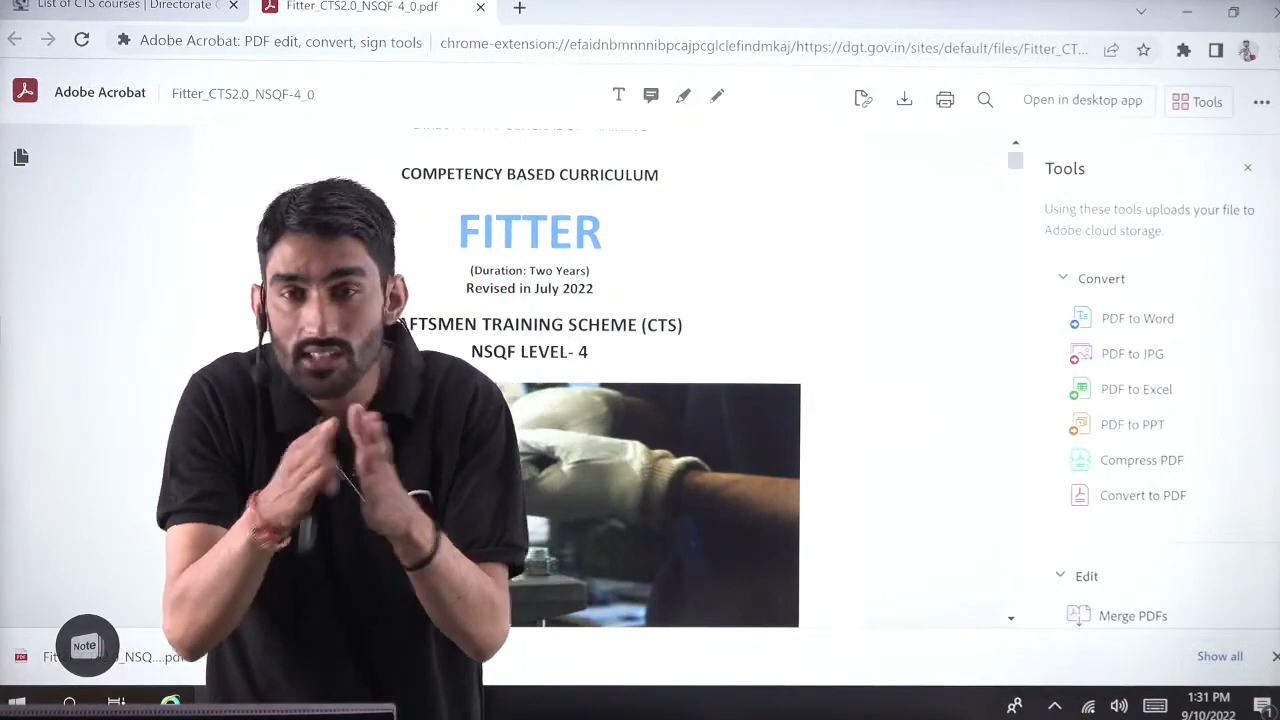 List of CTS courses | Directorate G
Fitter_CTS2.0_NSQF-4_0.pdf
Adobe Acrobat: PDF edit, convert, sign tools
chrome-extension://efaidnbmnnnibpcajpcglclefindmkaj/https://dgt.gov.in/sites/default/files/Fitter_CT...
Adobe Acrobat
Fitter_CTS2.0_NSQF-4_0
Open in desktop app
Tools
COMPETENCY BASED CURRICULUM
FITTER
(Duration: Two Years)
Revised in July 2022
AFTSMEN TRAINING SCHEME (CTS)
NSQF LEVEL- 4
Tools
Using these tools uploads your file to
Adobe cloud storage.
Convert
PDF to Word
PDF to JPG
PDF to Excel
PDF to PPT
Compress PDF
Convert to PDF
Edit
Merge PDFs
Note
Show all
1:31 PM
9/10/2022